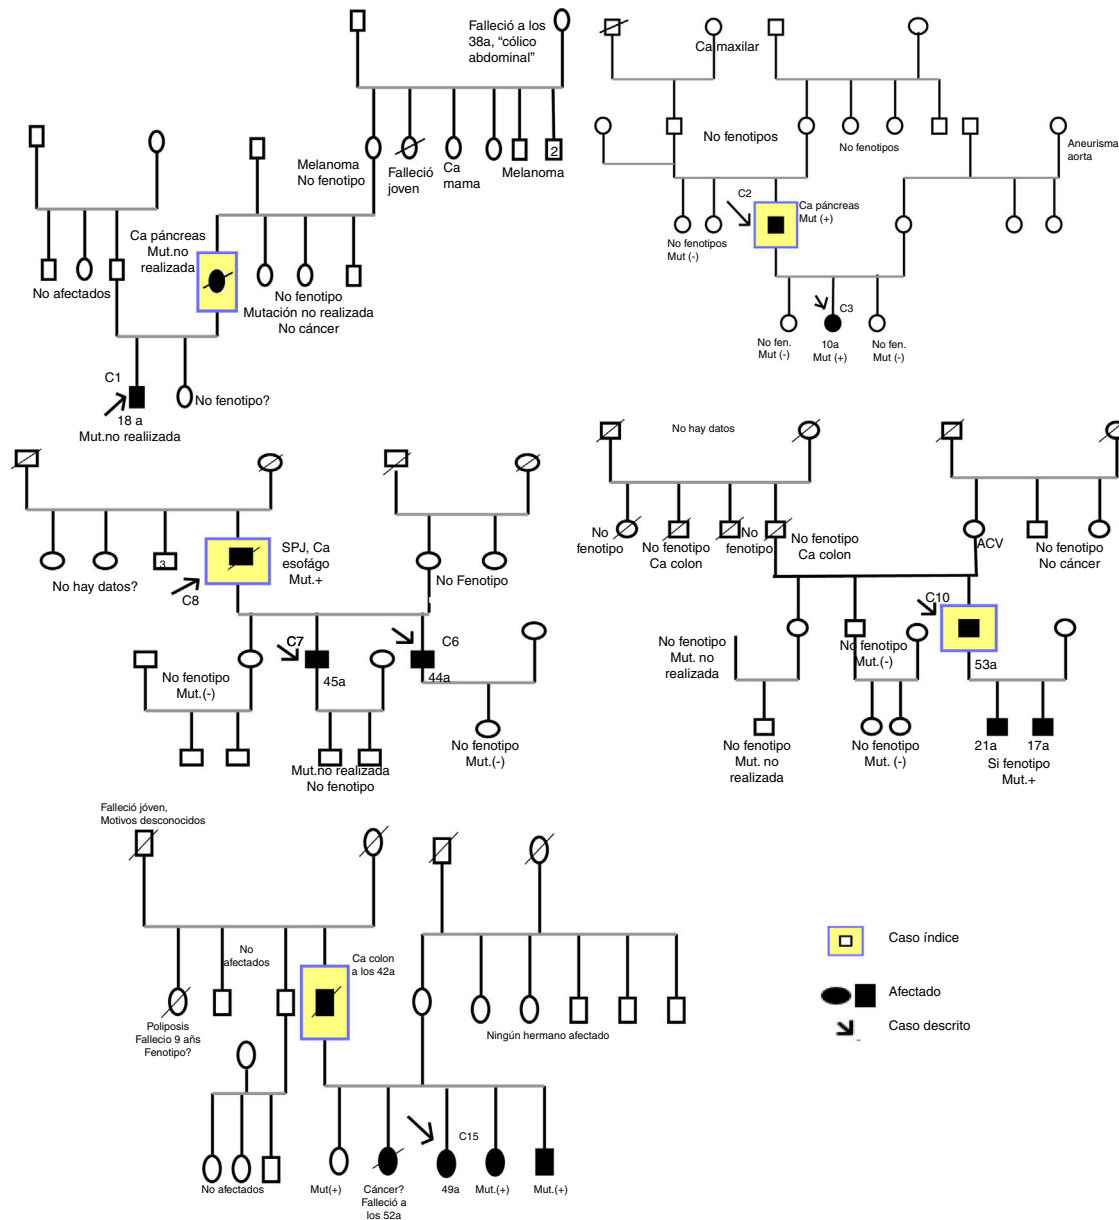 Falleció a los
38a, “cólico
abdominal”
Melanoma
No fenotipo
Falleció
joven
Ca
mama
Melanoma
2
Ca páncreas
Mut.no
realizada
No afectados
No fenotipo
Mutación no realizada
No cáncer
C1
18 a
Mut.no realiizada
No fenotipo?
Ca maxilar
No fenotipos
No fenotipos
Aneurisma
aorta
C2
Ca páncreas
Mut (+)
No fenotipos
Mut (-)
C3
No fen.
Mut (-)
10a
Mut (+)
No fen.
Mut (-)
3
No hay datos?
SPJ, Ca
esofágo
Mut.+
C8
No Fenotipo
C7
C6
45a
44a
No fenotipo
Mut.(-)
Mut.no realizada
No fenotipo
No fenotipo
Mut.(-)
No hay datos
No
fenotipo
No fenotipo
Ca colon
No
fenotipo
No fenotipo
Ca colon
ACV
No fenotipo
No cáncer
C10
53a
No fenotipo
Mut. no
realizada
No fenotipo
Mut.(-)
No fenotipo
Mut. no
realizada
No fenotipo
Mut. (-)
21a
17a
Si fenotipo
Mut.+
Falleció jóven,
Motivos desconocidos
No
afectados
Ca colon
a los 42a
Poliposis
Fallecio 9 añs
Fenotipo?
Ningún hermano afectado
C15
No afectados
Mut(+)
Cáncer?
Falleció a
los 52a
49a
Mut.(+)
Mut.(+)
Caso índice
Afectado
Caso descrito